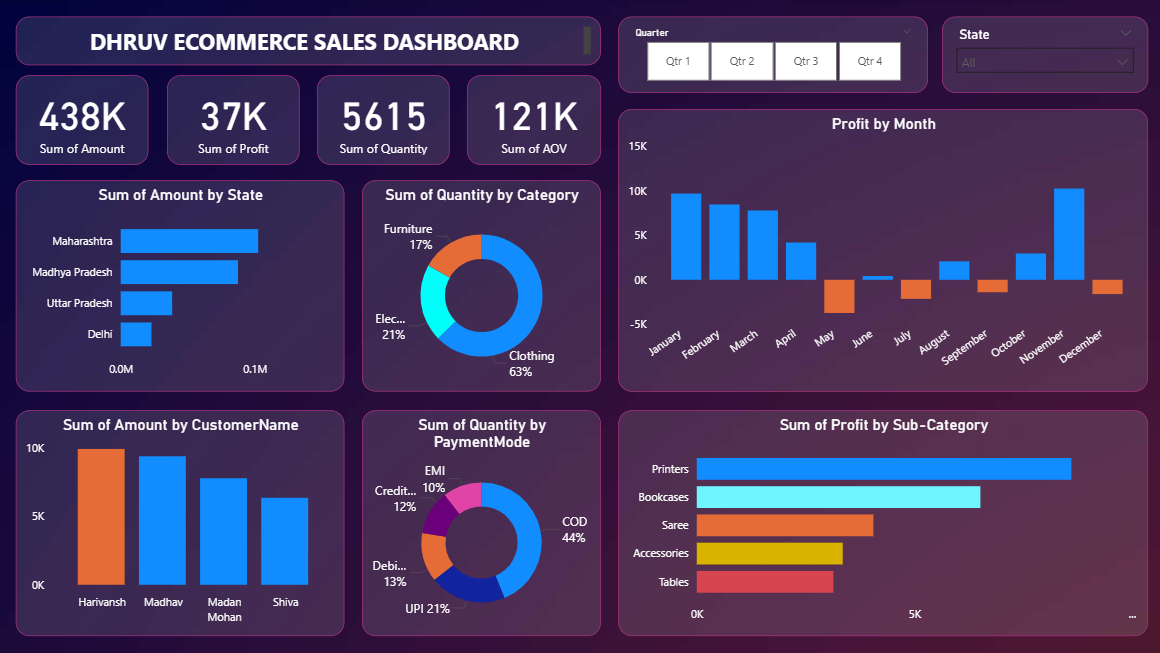 DHRUV ECOMMERCE SALES DASHBOARD
Quarter
Qtr 1
Qtr 2
Qtr 3
Qtr 4
State
All
438K
Sum of Amount
37K
Sum of Profit
5615
Sum of Quantity
121K
Sum of AOV
Sum of Amount by State
Maharashtra
Madhya Pradesh
Uttar Pradesh
Delhi
0.0M
0.1M
Sum of Quantity by Category
Furniture
17%
Elec...
21%
Clothing
63%
Profit by Month
15K
10K
5K
0K
-5K
January
February
March
April
May
June
July
August
September
October
November
December
Sum of Amount by CustomerName
10K
5K
0K
Harivansh
Madhav
Madan
Mohan
Shiva
Sum of Quantity by
PaymentMode
EMI
10%
Credit...
12%
Debi...
13%
UPI 21%
COD
44%
Sum of Profit by Sub-Category
Printers
Bookcases
Saree
Accessories
Tables
0K
5K
...